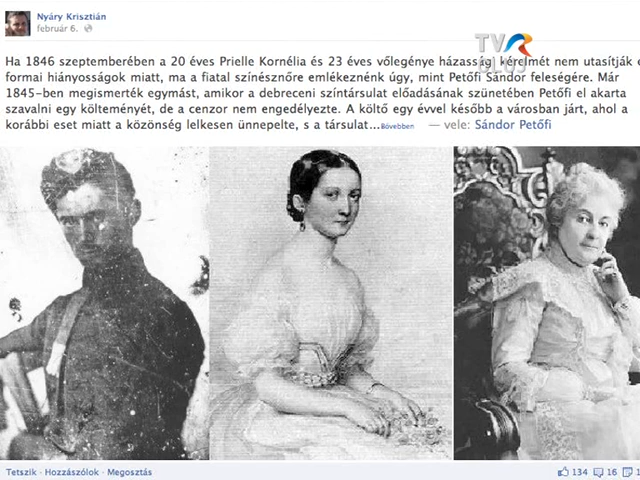 Nyáry Krisztián
február 6.
TVR
CLUJ
Ha 1846 szeptemberében a 20 éves Prielle Kornélia és 23 éves vőlegénye házassági kérelmét nem utasítják e
formai hiányosságok miatt, ma a fiatal színésznőre emlékeznénk úgy, mint Petőfi Sándor feleségére. Már
1845-ben megismerték egymást, amikor a debreceni színtársulat előadásának szünetében Petőfi el akarta
szavalni egy költeményét, de a cenzor nem engedélyezte. A költő egy évvel később a városban járt, ahol a
korábbi eset miatt a közönség lelkesen ünnepelte, s a társulat...Bővebben — vele: Sándor Petőfi
Tetszik · Hozzászólok · Megosztás
134 16 1